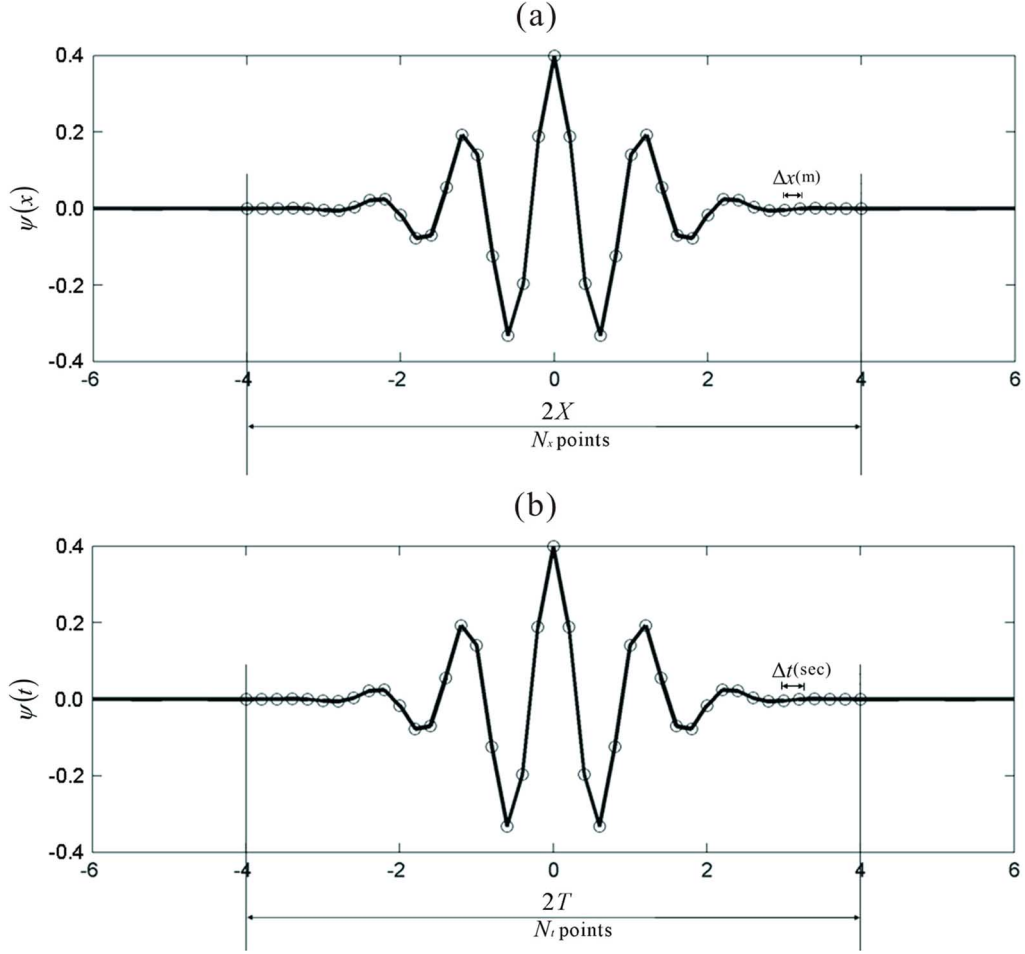 (a)
0.4
0.2
0.0
-0.2
-0.4
ψ(x)
Δx(m)
-6 -4 -2 0 2 4 6
2X
Nx points
(b)
0.4
0.2
0.0
-0.2
-0.4
ψ(t)
Δt(sec)
-6 -4 -2 0 2 4 6
2T
Nt points